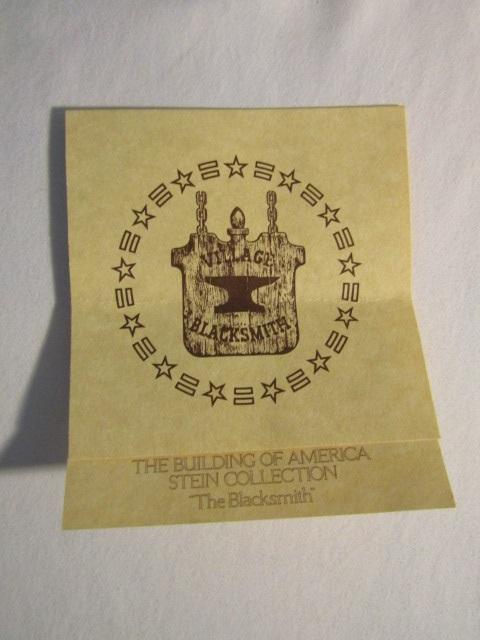 VILLAGE
BLACKSMITH
THE BUILDING OF AMERICA
STEIN COLLECTION
"The Blacksmith"